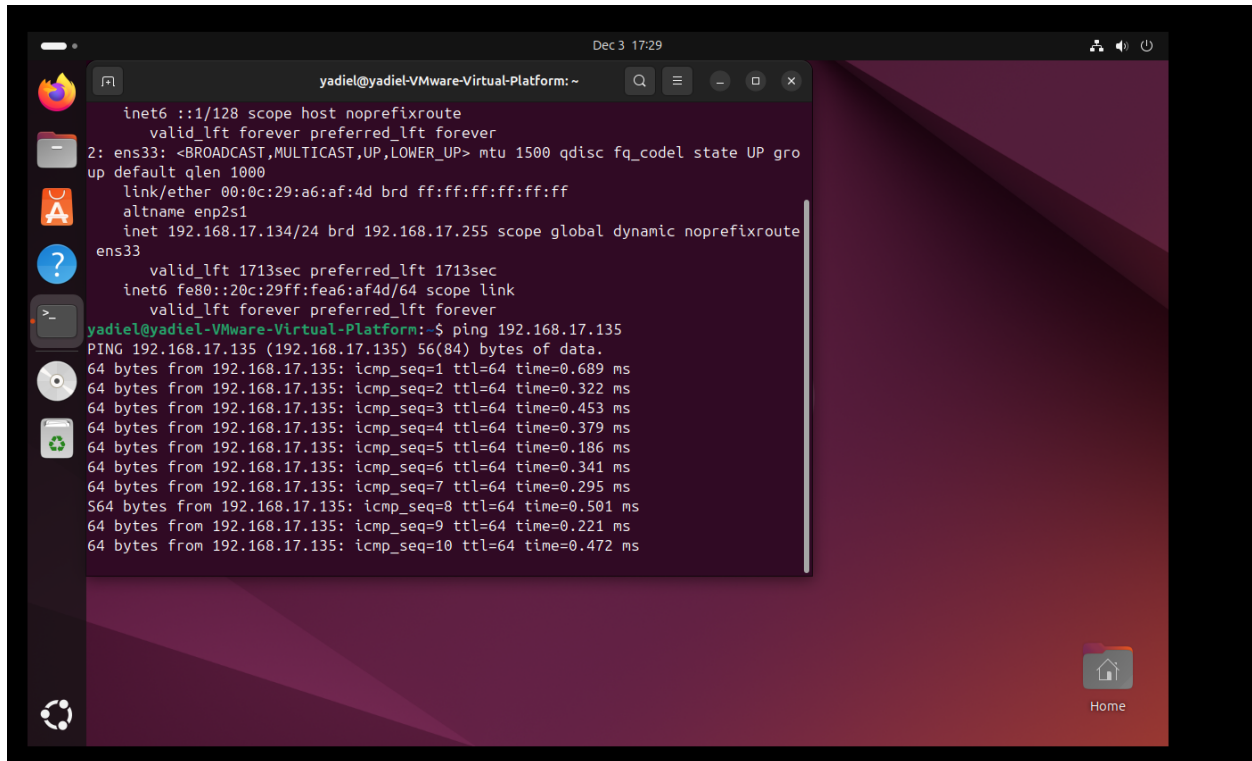 Dec 3 17:29
yadiel@yadiel-VMware-Virtual-Platform: ~
inet6 ::1/128 scope host noprefixroute
valid_lft forever preferred_lft forever
2: ens33: <BROADCAST,MULTICAST,UP,LOWER_UP> mtu 1500 qdisc fq_codel state UP gro
up default qlen 1000
link/ether 00:0c:29:a6:af:4d brd ff:ff:ff:ff:ff:ff
altname enp2s1
inet 192.168.17.134/24 brd 192.168.17.255 scope global dynamic noprefixroute
ens33
valid_lft 1713sec preferred_lft 1713sec
inet6 fe80::20c:29ff:fea6:af4d/64 scope link
valid_lft forever preferred_lft forever
yadiel@yadiel-VMware-Virtual-Platform:~$ ping 192.168.17.135
PING 192.168.17.135 (192.168.17.135) 56(84) bytes of data.
64 bytes from 192.168.17.135: icmp_seq=1 ttl=64 time=0.689 ms
64 bytes from 192.168.17.135: icmp_seq=2 ttl=64 time=0.322 ms
64 bytes from 192.168.17.135: icmp_seq=3 ttl=64 time=0.453 ms
64 bytes from 192.168.17.135: icmp_seq=4 ttl=64 time=0.379 ms
64 bytes from 192.168.17.135: icmp_seq=5 ttl=64 time=0.186 ms
64 bytes from 192.168.17.135: icmp_seq=6 ttl=64 time=0.341 ms
64 bytes from 192.168.17.135: icmp_seq=7 ttl=64 time=0.295 ms
S64 bytes from 192.168.17.135: icmp_seq=8 ttl=64 time=0.501 ms
64 bytes from 192.168.17.135: icmp_seq=9 ttl=64 time=0.221 ms
64 bytes from 192.168.17.135: icmp_seq=10 ttl=64 time=0.472 ms
Home